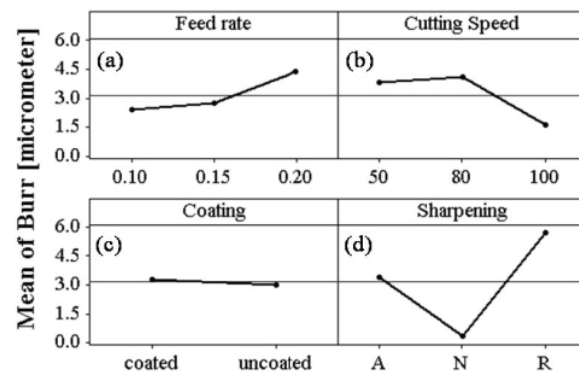 Mean of Burr [micrometer]
Feed rate
Cutting Speed
(a)
(b)
6.0
4.5
3.0
1.5
0.0
0.10 0.15 0.20
50 80 100
Coating
Sharpening
(c)
(d)
6.0
4.5
3.0
1.5
0.0
coated uncoated
A N R